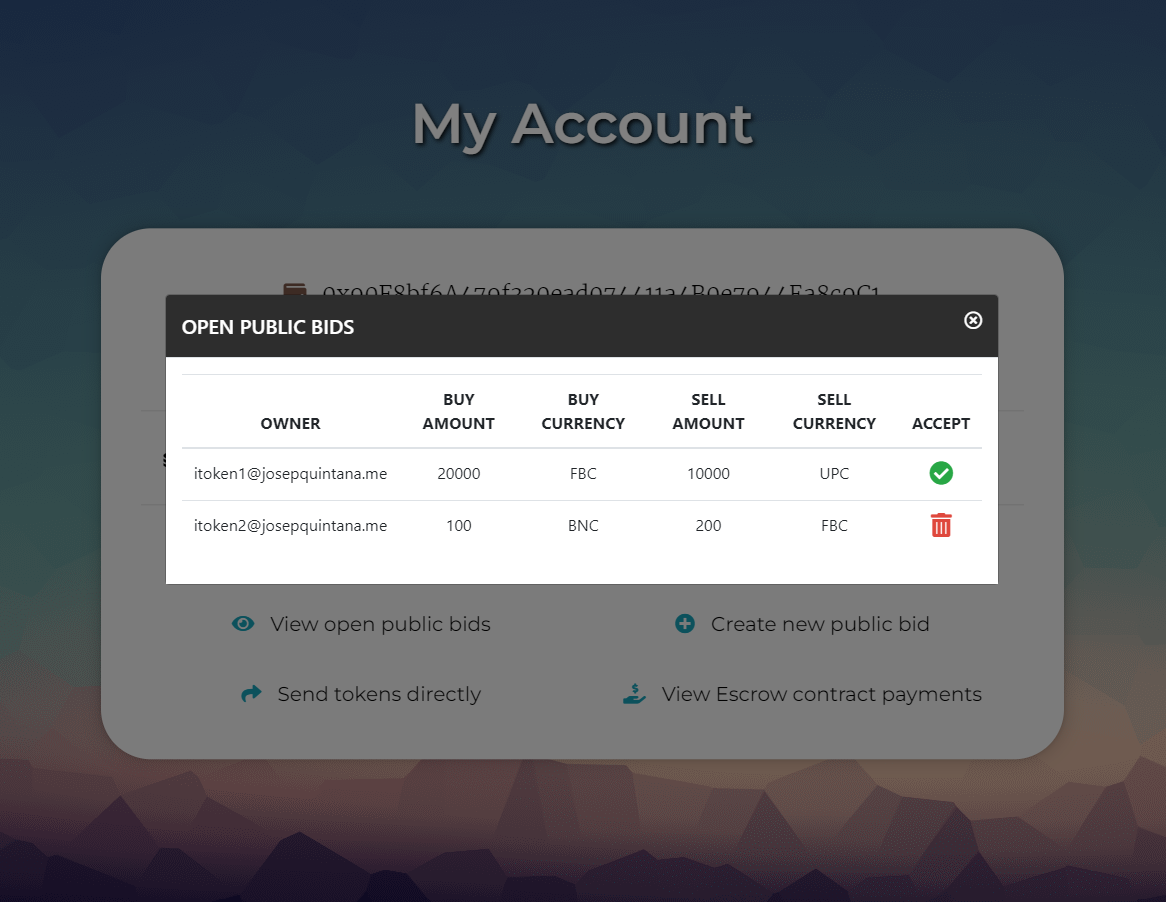 My Account
OPEN PUBLIC BIDS
OWNER BUY AMOUNT BUY CURRENCY SELL AMOUNT SELL CURRENCY ACCEPT
itoken1@josepquintana.me 20000 FBC 10000 UPC
itoken2@josepquintana.me 100 BNC 200 FBC
View open public bids Create new public bid
Send tokens directly View Escrow contract payments